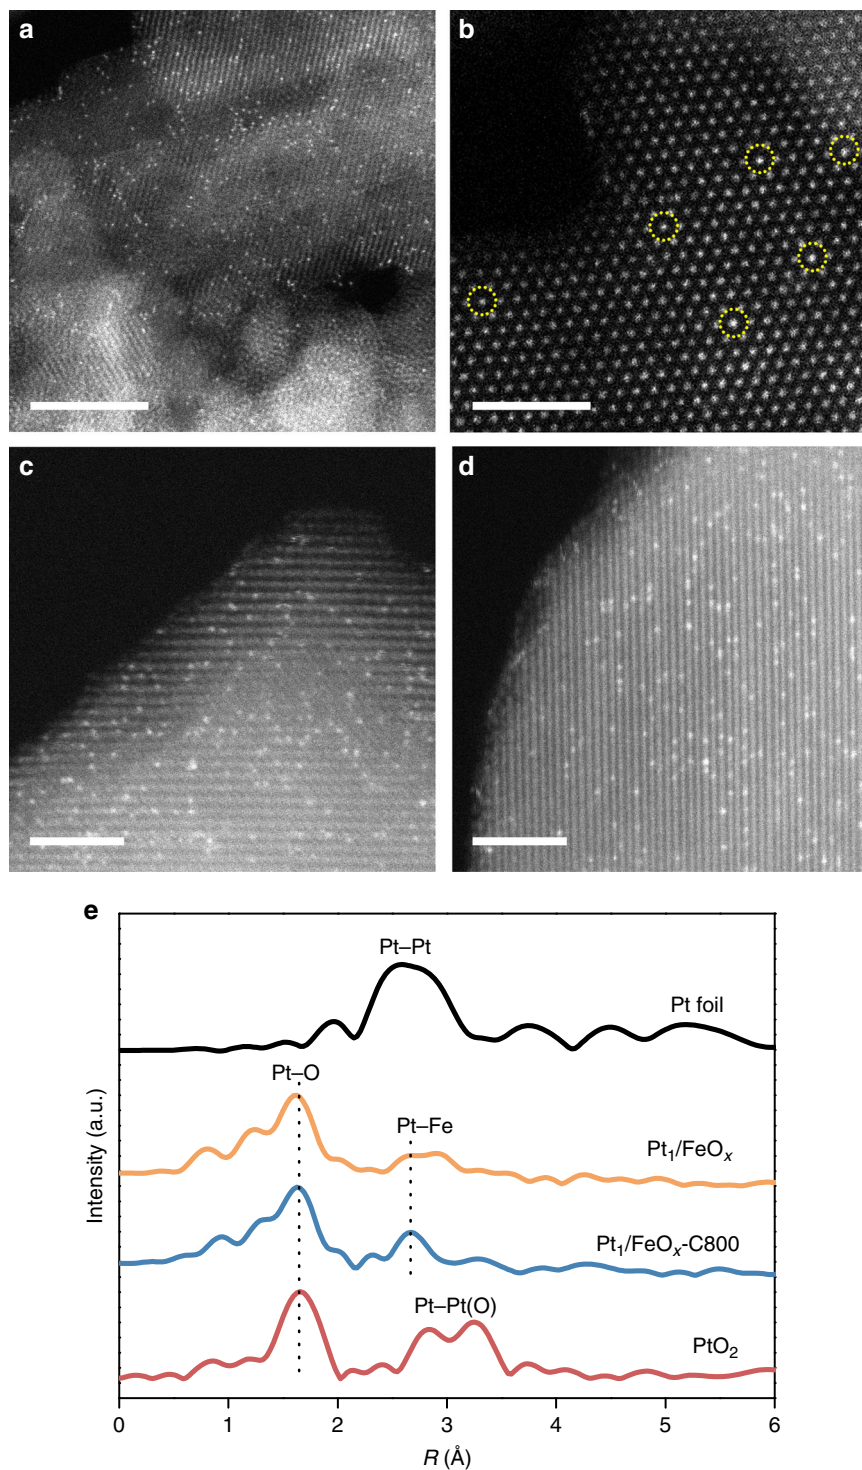 a
b
c
d
e
Pt–Pt
Pt foil
Pt–O
Pt–Fe
Pt₁/FeOₓ
Pt₁/FeOₓ-C800
Pt–Pt(O)
PtO₂
Intensity (a.u.)
0 1 2 3 4 5 6
R (Å)